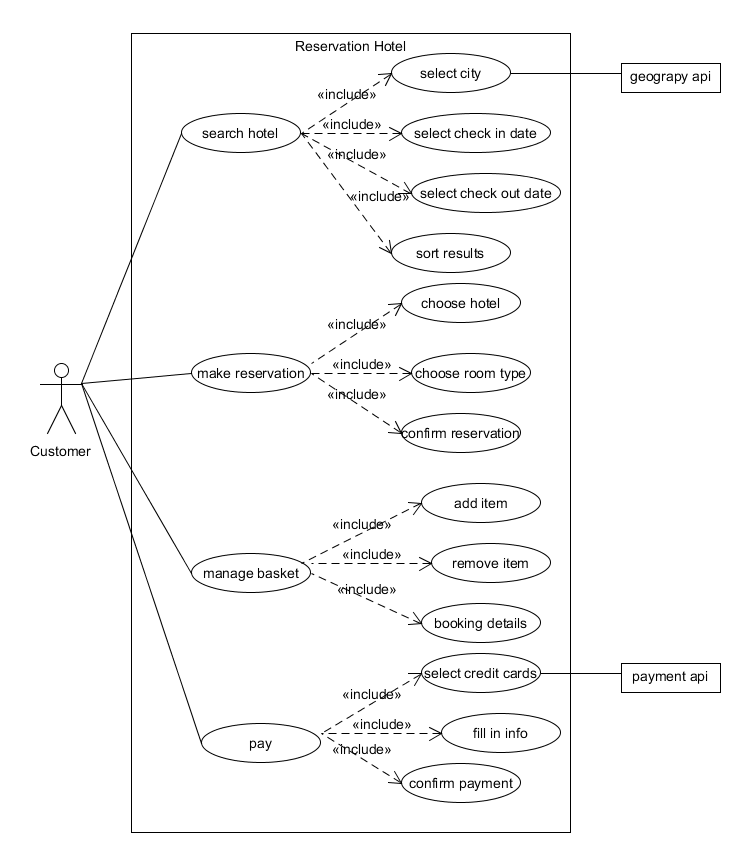 Reservation Hotel
select city
geograpy api
«include»
search hotel
«include»
select check in date
«include»
select check out date
«include»
sort results
choose hotel
«include»
make reservation
«include»
choose room type
«include»
confirm reservation
Customer
add item
«include»
manage basket
«include»
remove item
«include»
booking details
select credit cards
payment api
«include»
pay
«include»
fill in info
«include»
confirm payment